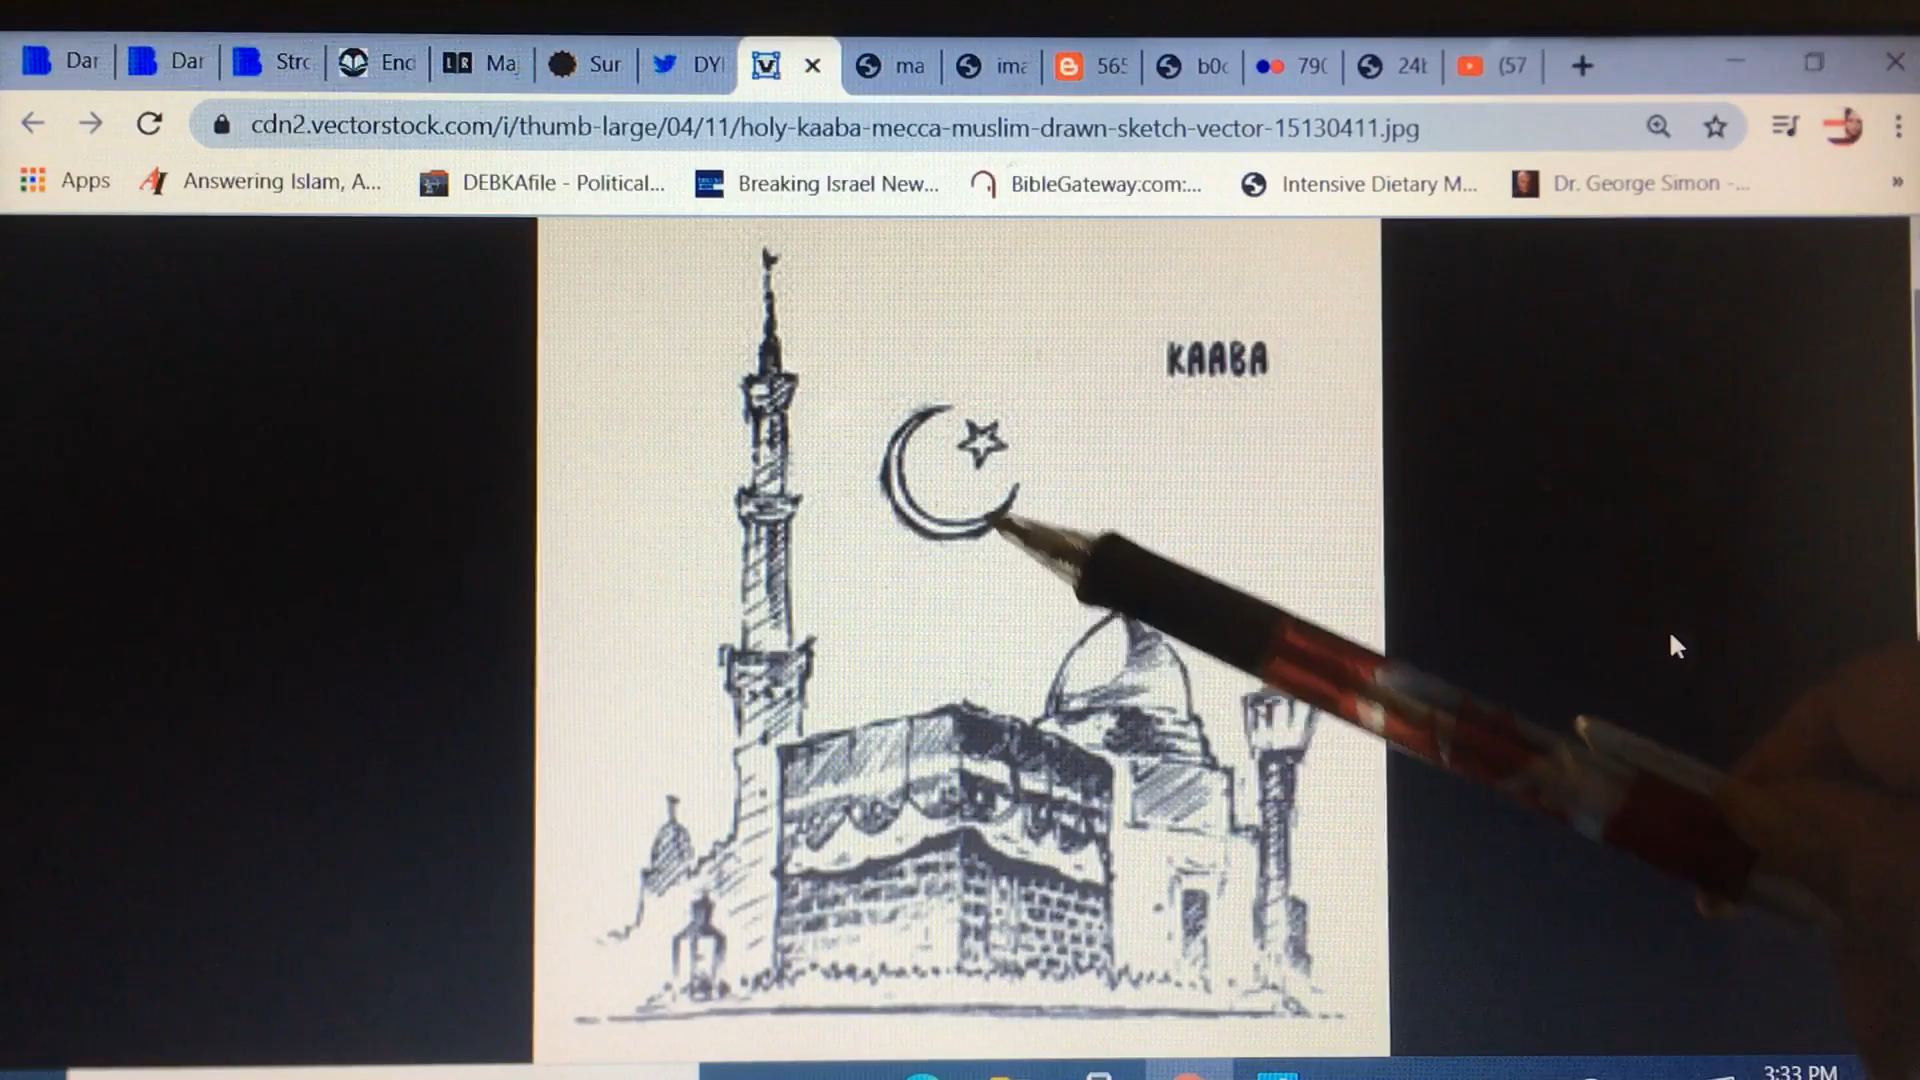 Dar
Dar
Strc
Enc
LR
Ma
Sur
DY
ma
ima
565
b0c
790
24b
(57
cdn2.vectorstock.com/i/thumb-large/04/11/holy-kaaba-mecca-muslim-drawn-sketch-vector-15130411.jpg
Apps
Answering Islam, A...
DEBKAfile - Political...
Breaking Israel New...
BibleGateway.com:...
Intensive Dietary M...
Dr. George Simon -...
»
KAABA
3:33 PM